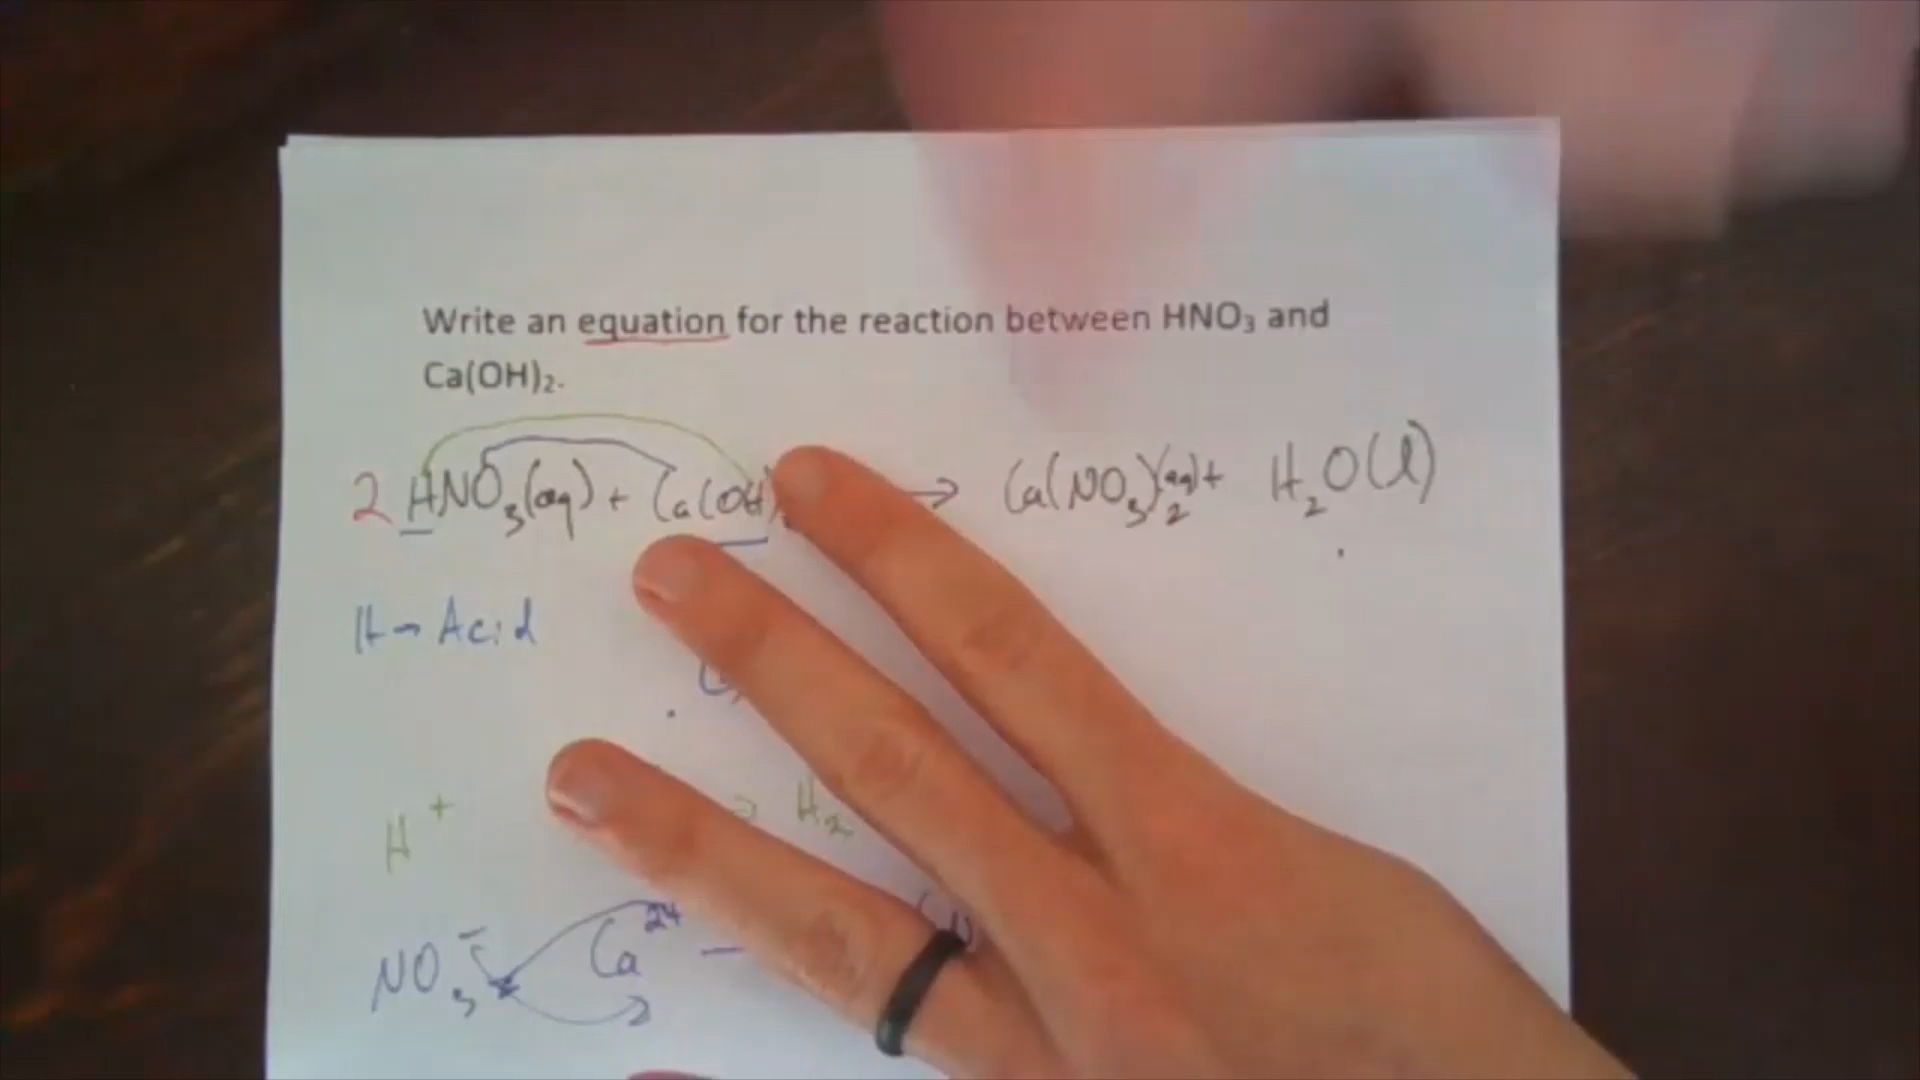 Write an equation for the reaction between HNO₃ and
Ca(OH)₂.
2 HNO₃(aq) + Ca(OH) → Ca(NO₃)₂(aq) + H₂O(l)
H → Acid
H⁺ → H₂
NO₃⁻ Ca²⁺ →